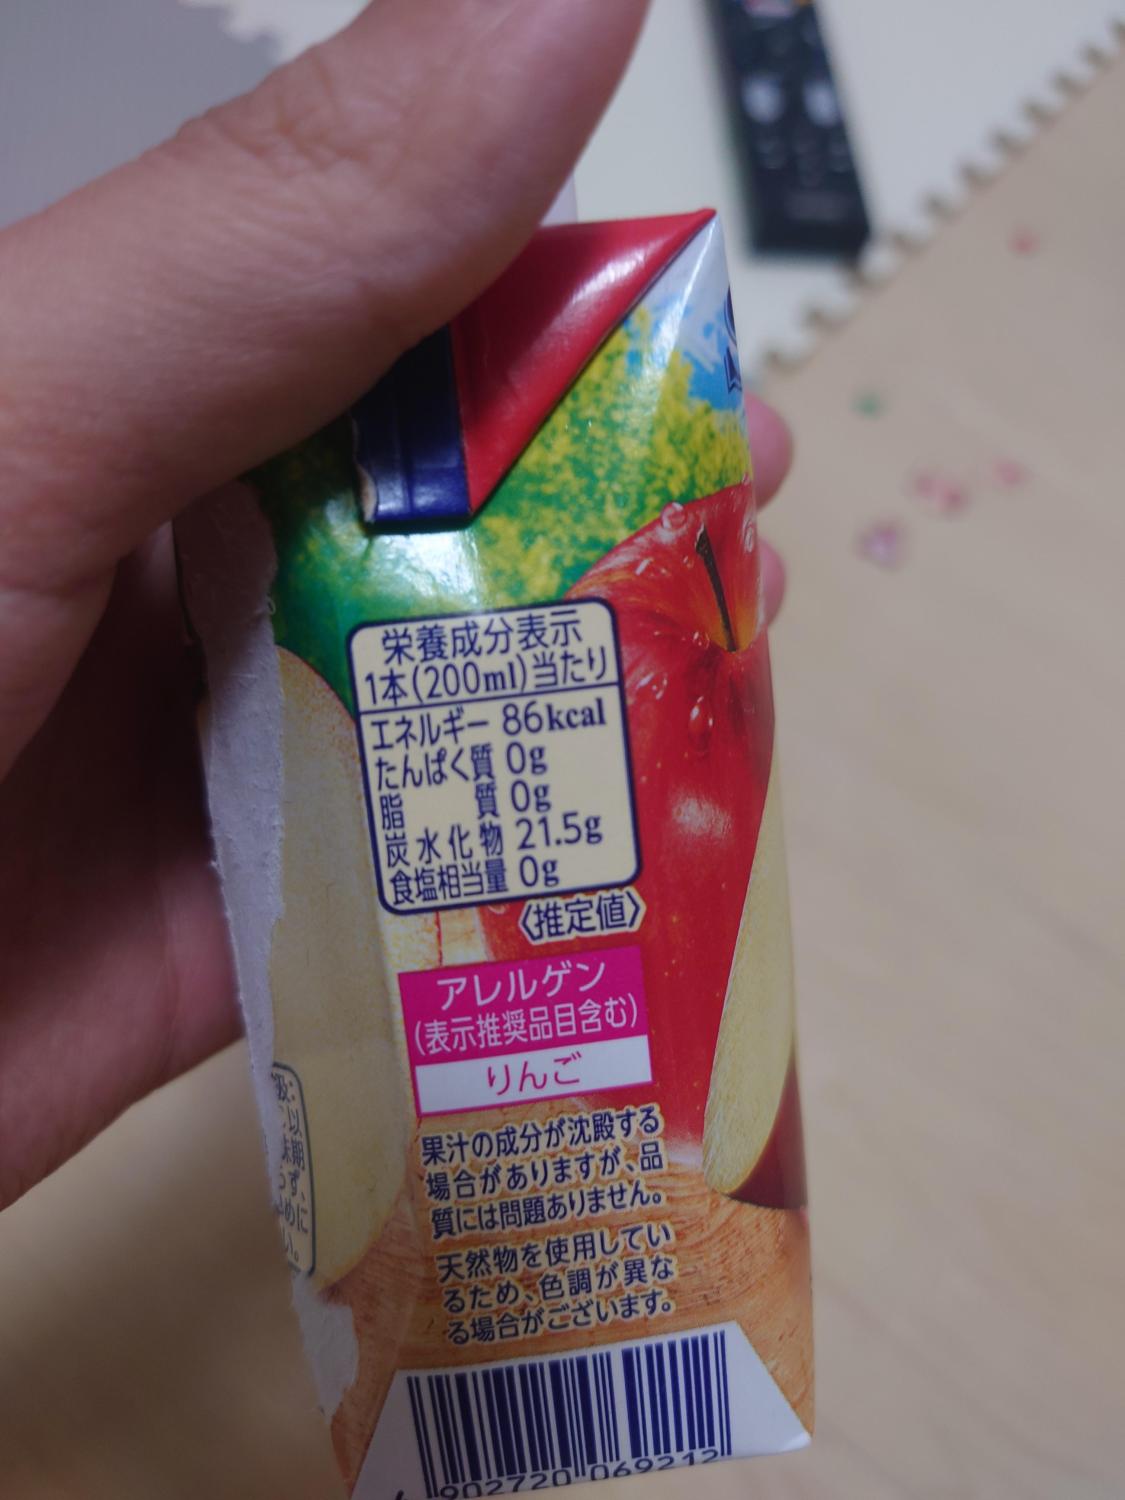 栄養成分表示
1本(200ml)当たり
エネルギー 86kcal
たんぱく質 0g
脂質 0g
炭水化物 21.5g
食塩相当量 0g
〈推定値〉
アレルゲン
(表示推奨品目含む)
りんご
果汁の成分が沈殿する
場合がありますが、品
質には問題ありません。
天然物を使用してい
るため、色調が異な
る場合がございます。
902720 069212